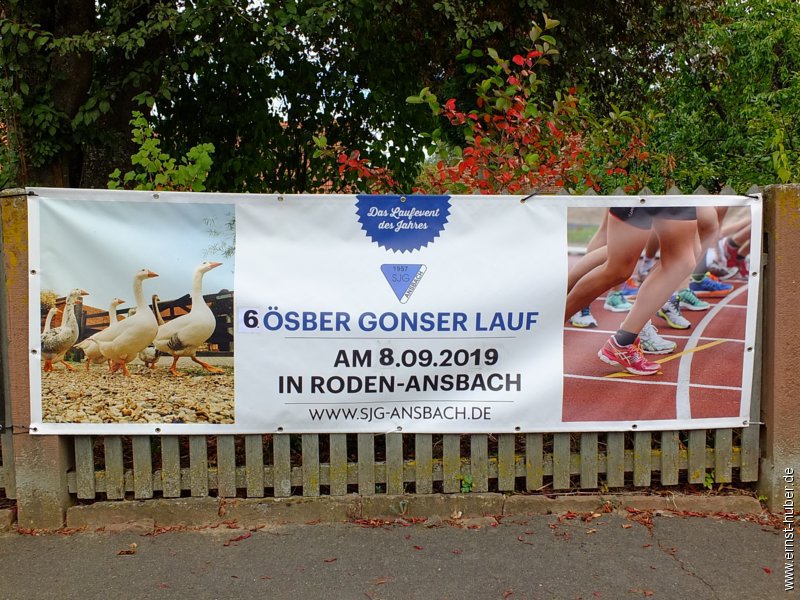 Das Laufevent
des Jahres
1957
SJG
ANSBACH
6.ÖSBER GONSER LAUF
AM 8.09.2019
IN RODEN-ANSBACH
WWW.SJG-ANSBACH.DE
www.ernst-huber.de